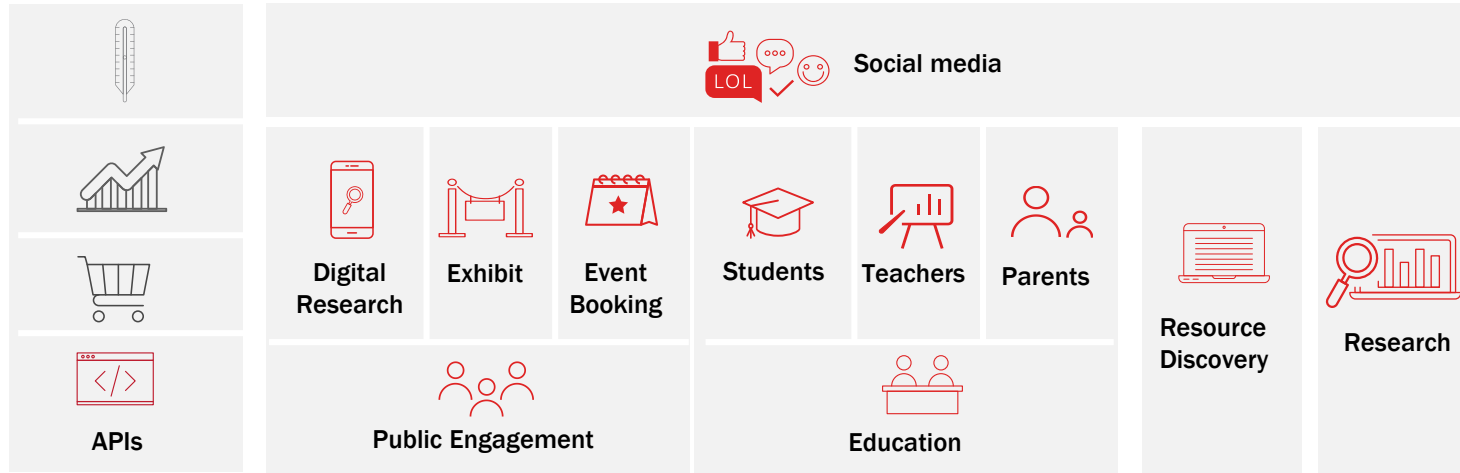 LOL
Social media
Digital
Research
Exhibit
Event
Booking
Students
Teachers
Parents
Resource
Discovery
Research
</>
APIs
Public Engagement
Education